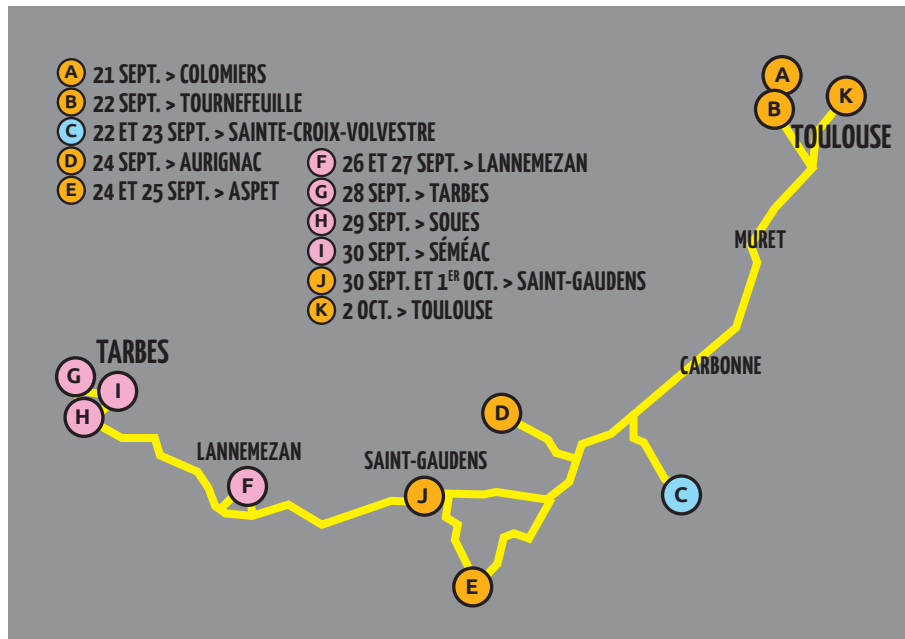 A 21 SEPT. > COLOMIERS
B 22 SEPT. > TOURNEFEUILLE
C 22 ET 23 SEPT. > SAINTE-CROIX-VOLVESTRE
D 24 SEPT. > AURIGNAC
E 24 ET 25 SEPT. > ASPET
F 26 ET 27 SEPT. > LANNEMEZAN
G 28 SEPT. > TARBES
H 29 SEPT. > SOUES
I 30 SEPT. > SÉMÉAC
J 30 SEPT. ET 1ER OCT. > SAINT-GAUDENS
K 2 OCT. > TOULOUSE
A
B
K
TOULOUSE
MURET
CARBONNE
TARBES
G
I
H
D
LANNEMEZAN
SAINT-GAUDENS
F
J
C
E